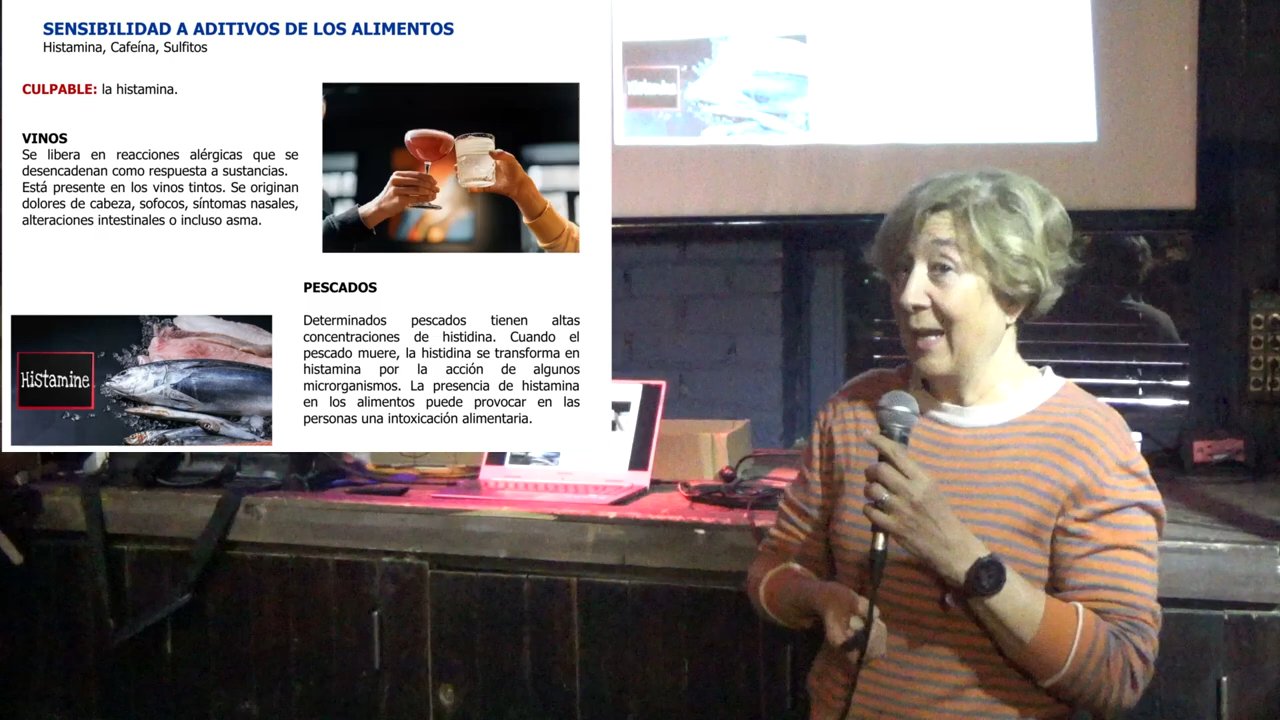 SENSIBILIDAD A ADITIVOS DE LOS ALIMENTOS
Histamina, Cafeína, Sulfitos
CULPABLE: la histamina.
VINOS
Se libera en reacciones alérgicas que se
desencadenan como respuesta a sustancias.
Está presente en los vinos tintos. Se originan
dolores de cabeza, sofocos, síntomas nasales,
alteraciones intestinales o incluso asma.
PESCADOS
Determinados pescados tienen altas
concentraciones de histidina. Cuando el
pescado muere, la histidina se transforma en
histamina por la acción de algunos
microrganismos. La presencia de histamina
en los alimentos puede provocar en las
personas una intoxicación alimentaria.
Histamine
Histamine